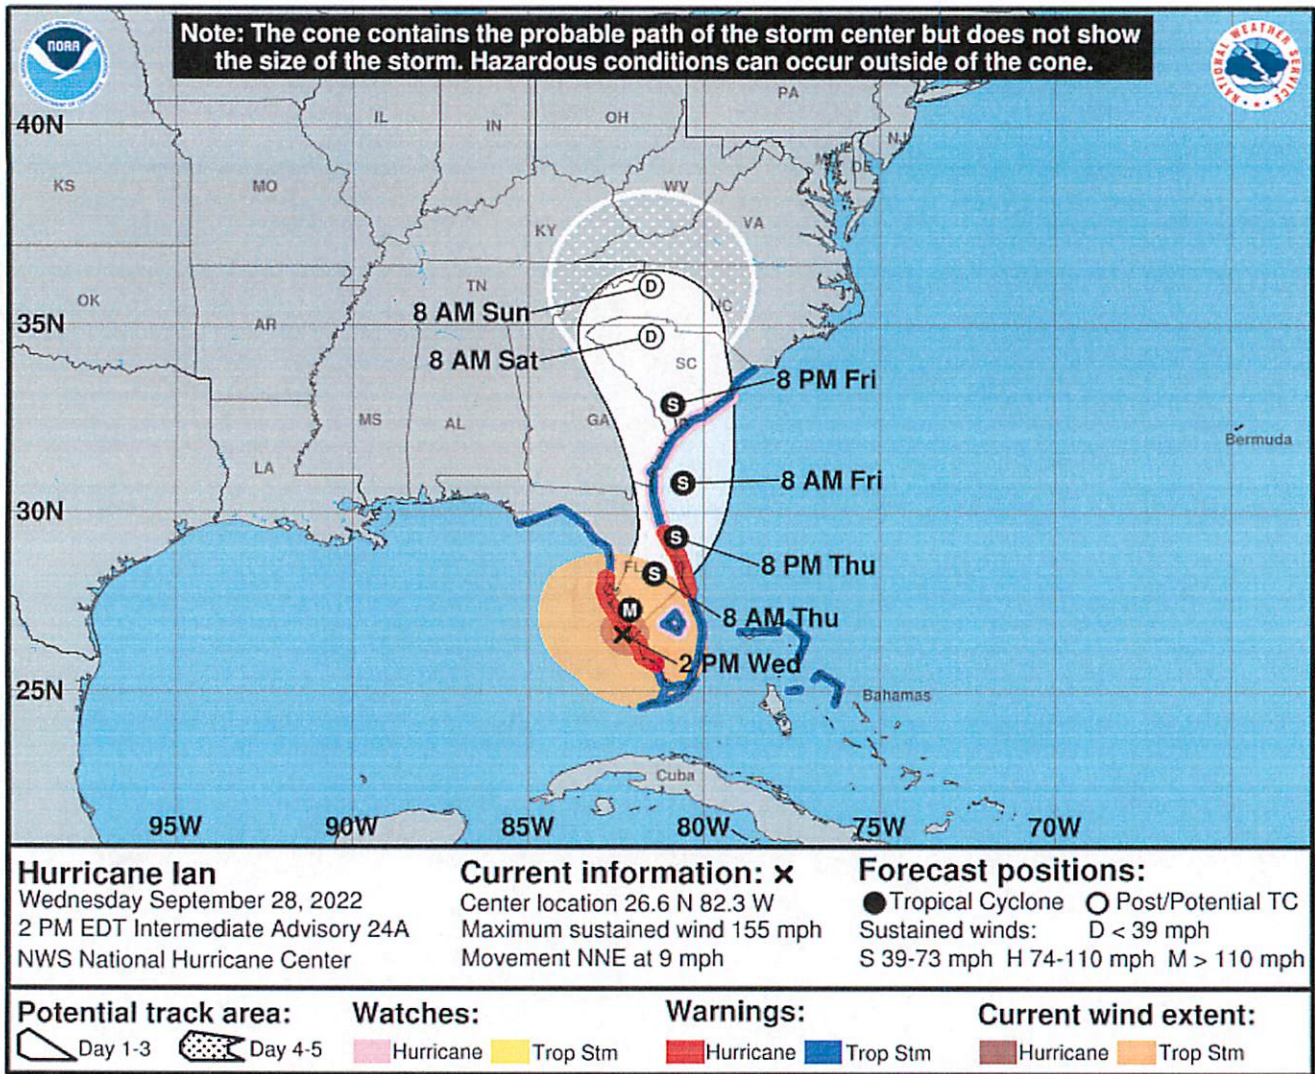 Note: The cone contains the probable path of the storm center but does not show
the size of the storm. Hazardous conditions can occur outside of the cone.
NOAA
NATIONAL WEATHER SERVICE
PA
40N
IL
IN
OH
NJ
DE
KS
MO
WV
KY
VA
OK
TN
D
NC
8 AM Sun
35N
AR
D
8 AM Sat
SC
8 PM Fri
S
MS
AL
GA
Bermuda
LA
S
8 AM Fri
30N
S
8 PM Thu
FL
S
M
8 AM Thu
2 PM Wed
25N
Bahamas
Cuba
95W
90W
85W
80W
75W
70W
Hurricane Ian
Wednesday September 28, 2022
2 PM EDT Intermediate Advisory 24A
NWS National Hurricane Center
Current information: ×
Center location 26.6 N 82.3 W
Maximum sustained wind 155 mph
Movement NNE at 9 mph
Forecast positions:
Tropical Cyclone Post/Potential TC
Sustained winds: D < 39 mph
S 39-73 mph H 74-110 mph M > 110 mph
Potential track area:
Day 1-3 Day 4-5
Watches:
Hurricane Trop Stm
Warnings:
Hurricane Trop Stm
Current wind extent:
Hurricane Trop Stm